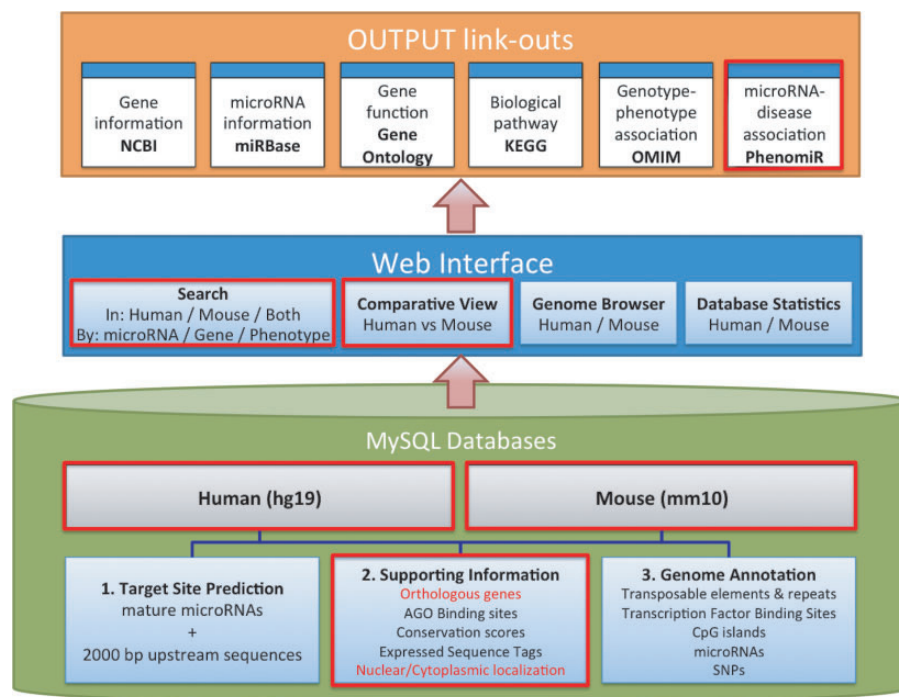 OUTPUT link-outs
Gene
information
NCBI
microRNA
information
miRBase
Gene
function
Gene
Ontology
Biological
pathway
KEGG
Genotype-
phenotype
association
OMIM
microRNA-
disease
association
PhenomiR
Web Interface
Search
In: Human / Mouse / Both
By: microRNA / Gene / Phenotype
Comparative View
Human vs Mouse
Genome Browser
Human / Mouse
Database Statistics
Human / Mouse
MySQL Databases
Human (hg19)
Mouse (mm10)
1. Target Site Prediction
mature microRNAs
+
2000 bp upstream sequences
2. Supporting Information
Orthologous genes
AGO Binding sites
Conservation scores
Expressed Sequence Tags
Nuclear/Cytoplasmic localization
3. Genome Annotation
Transposable elements & repeats
Transcription Factor Binding Sites
CpG islands
microRNAs
SNPs